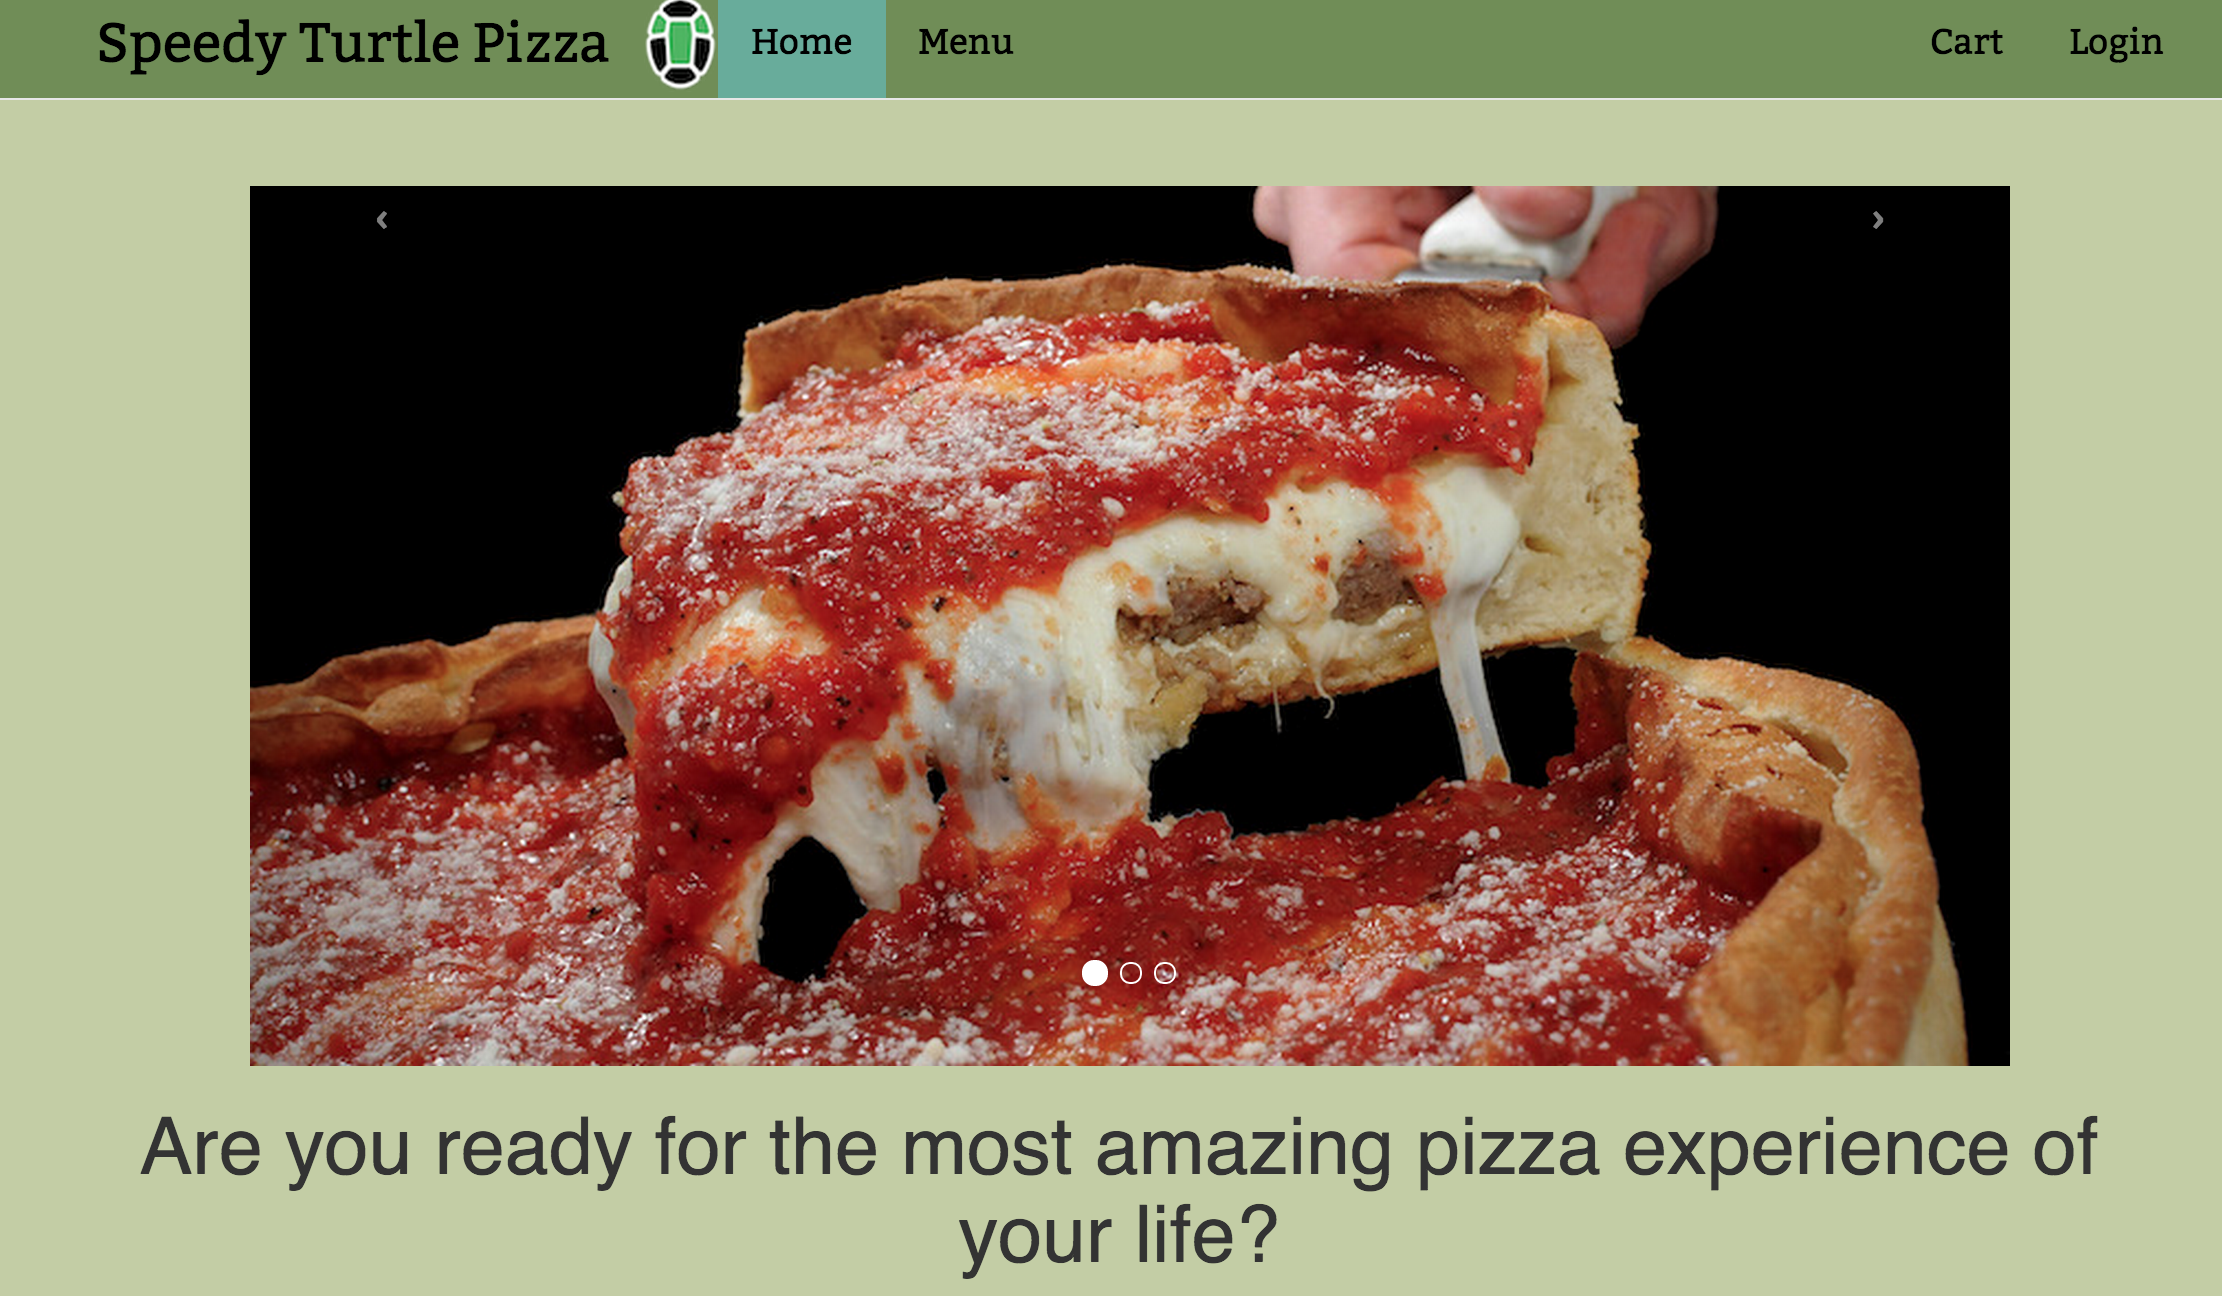 Speedy Turtle Pizza Home Menu Cart Login
Are you ready for the most amazing pizza experience of
your life?